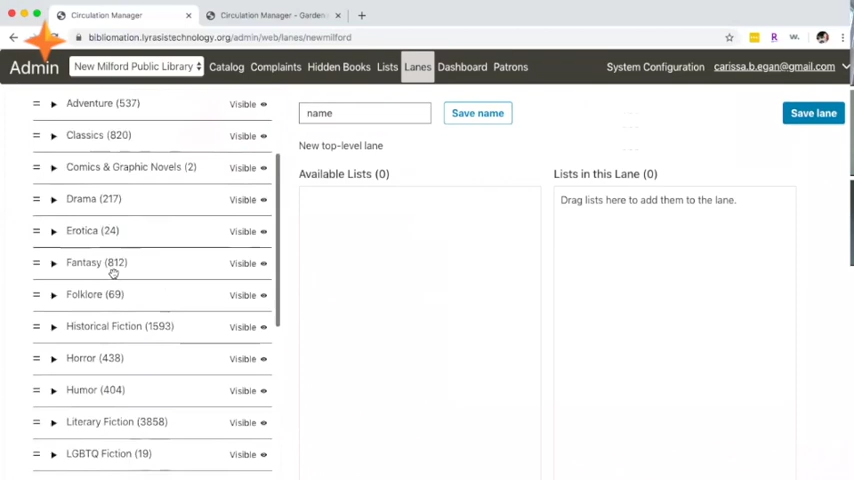 Circulation Manager
Circulation Manager - Garden
bibliomation.lyrasistechnology.org/admin/web/lanes/newmilford
Admin
New Milford Public Library
Catalog Complaints Hidden Books Lists Lanes Dashboard Patrons
System Configuration carissa.b.egan@gmail.com
Adventure (537) Visible
Classics (820) Visible
Comics & Graphic Novels (2) Visible
Drama (217) Visible
Erotica (24) Visible
Fantasy (812) Visible
Folklore (69) Visible
Historical Fiction (1593) Visible
Horror (438) Visible
Humor (404) Visible
Literary Fiction (3858) Visible
LGBTQ Fiction (19) Visible
name Save name Save lane
New top-level lane
Available Lists (0)
Lists in this Lane (0)
Drag lists here to add them to the lane.